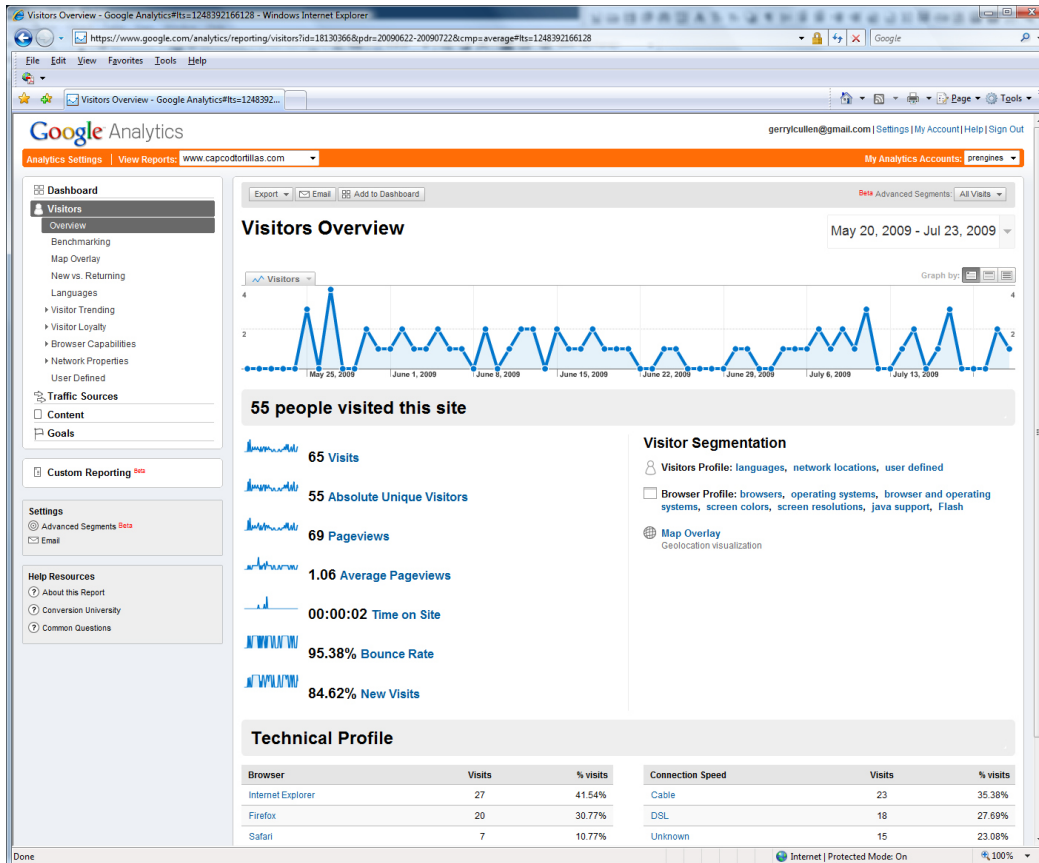 Visitors Overview - Google Analytics#lts=1248392166128 - Windows Internet Explorer
https://www.google.com/analytics/reporting/visitors?id=18130366&pdr=20090622-20090722&cmp=average#lts=1248392166128
Google
File Edit View Favorites Tools Help
Visitors Overview - Google Analytics#lts=1248392...
Page Tools
Google Analytics
gerrylcullen@gmail.com | Settings | My Account | Help | Sign Out
Analytics Settings | View Reports: www.capcodtortillas.com
My Analytics Accounts: prengines
Dashboard
Visitors
Overview
Benchmarking
Map Overlay
New vs. Returning
Languages
Visitor Trending
Visitor Loyalty
Browser Capabilities
Network Properties
User Defined
Traffic Sources
Content
Goals
Custom Reporting Beta
Settings
Advanced Segments Beta
Email
Help Resources
About this Report
Conversion University
Common Questions
Export Email Add to Dashboard
Beta Advanced Segments: All Visits
Visitors Overview
May 20, 2009 - Jul 23, 2009
Visitors
Graph by:
4 4
2 2
May 25, 2009 June 1, 2009 June 8, 2009 June 15, 2009 June 22, 2009 June 29, 2009 July 6, 2009 July 13, 2009
55 people visited this site
65 Visits
55 Absolute Unique Visitors
69 Pageviews
1.06 Average Pageviews
00:00:02 Time on Site
95.38% Bounce Rate
84.62% New Visits
Visitor Segmentation
Visitors Profile: languages, network locations, user defined
Browser Profile: browsers, operating systems, browser and operating
systems, screen colors, screen resolutions, java support, Flash
Map Overlay
Geolocation visualization
Technical Profile
Browser Visits % visits
Internet Explorer 27 41.54%
Firefox 20 30.77%
Safari 7 10.77%
Connection Speed Visits % visits
Cable 23 35.38%
DSL 18 27.69%
Unknown 15 23.08%
Done
Internet | Protected Mode: On
100%